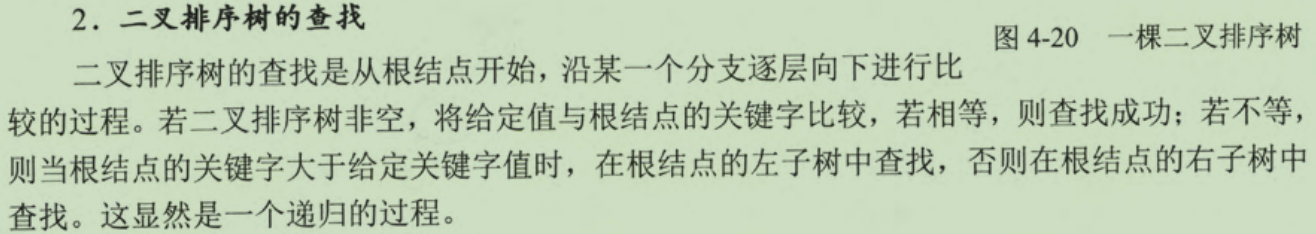 2．二叉排序树的查找
图 4-20　一棵二叉排序树
二叉排序树的查找是从根结点开始，沿某一个分支逐层向下进行比
较的过程。若二叉排序树非空，将给定值与根结点的关键字比较，若相等，则查找成功；若不等，
则当根结点的关键字大于给定关键字值时，在根结点的左子树中查找，否则在根结点的右子树中
查找。这显然是一个递归的过程。